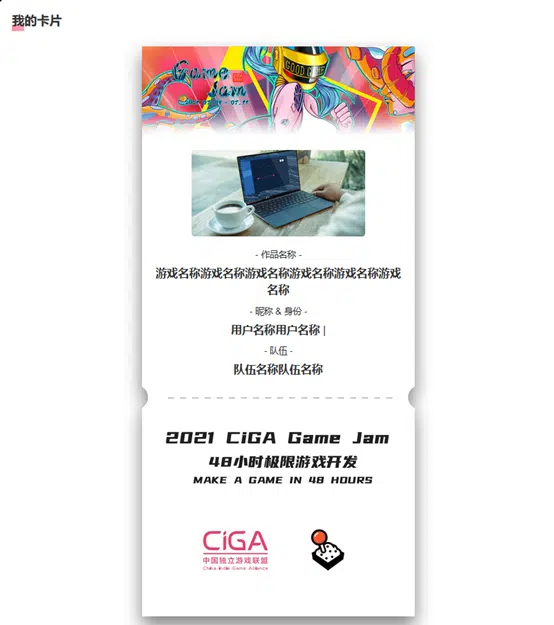 我的卡片
Game
Jam
GOOD GAME
- 作品名称 -
游戏名称游戏名称游戏名称游戏名称游戏名称游戏
名称
- 昵称 & 身份 -
用户名称用户名称 |
- 队伍 -
队伍名称队伍名称
2021 CiGA Game Jam
48小时极限游戏开发
MAKE A GAME IN 48 HOURS
CiGA
中国独立游戏联盟
China Indie Game Alliance